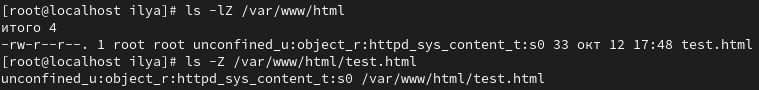 [root@localhost ilya]# ls -lZ /var/www/html
итого 4
-rw-r--r--. 1 root root unconfined_u:object_r:httpd_sys_content_t:s0 33 окт 12 17:48 test.html
[root@localhost ilya]# ls -Z /var/www/html/test.html
unconfined_u:object_r:httpd_sys_content_t:s0 /var/www/html/test.html